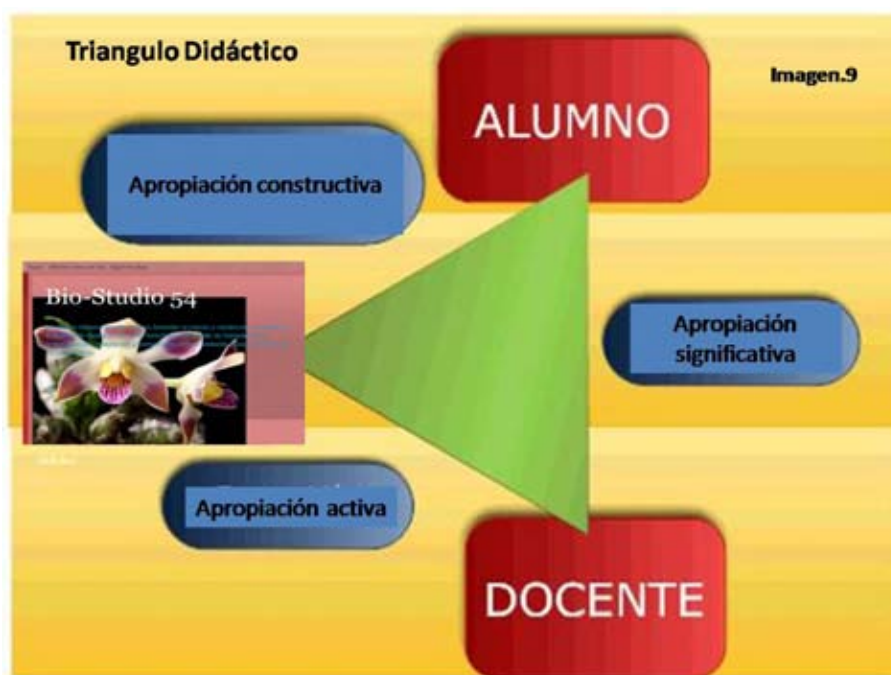 Triangulo Didáctico
Imagen.9
ALUMNO
Apropiación constructiva
Bio-Studio 54
Apropiación
significativa
Apropiación activa
DOCENTE